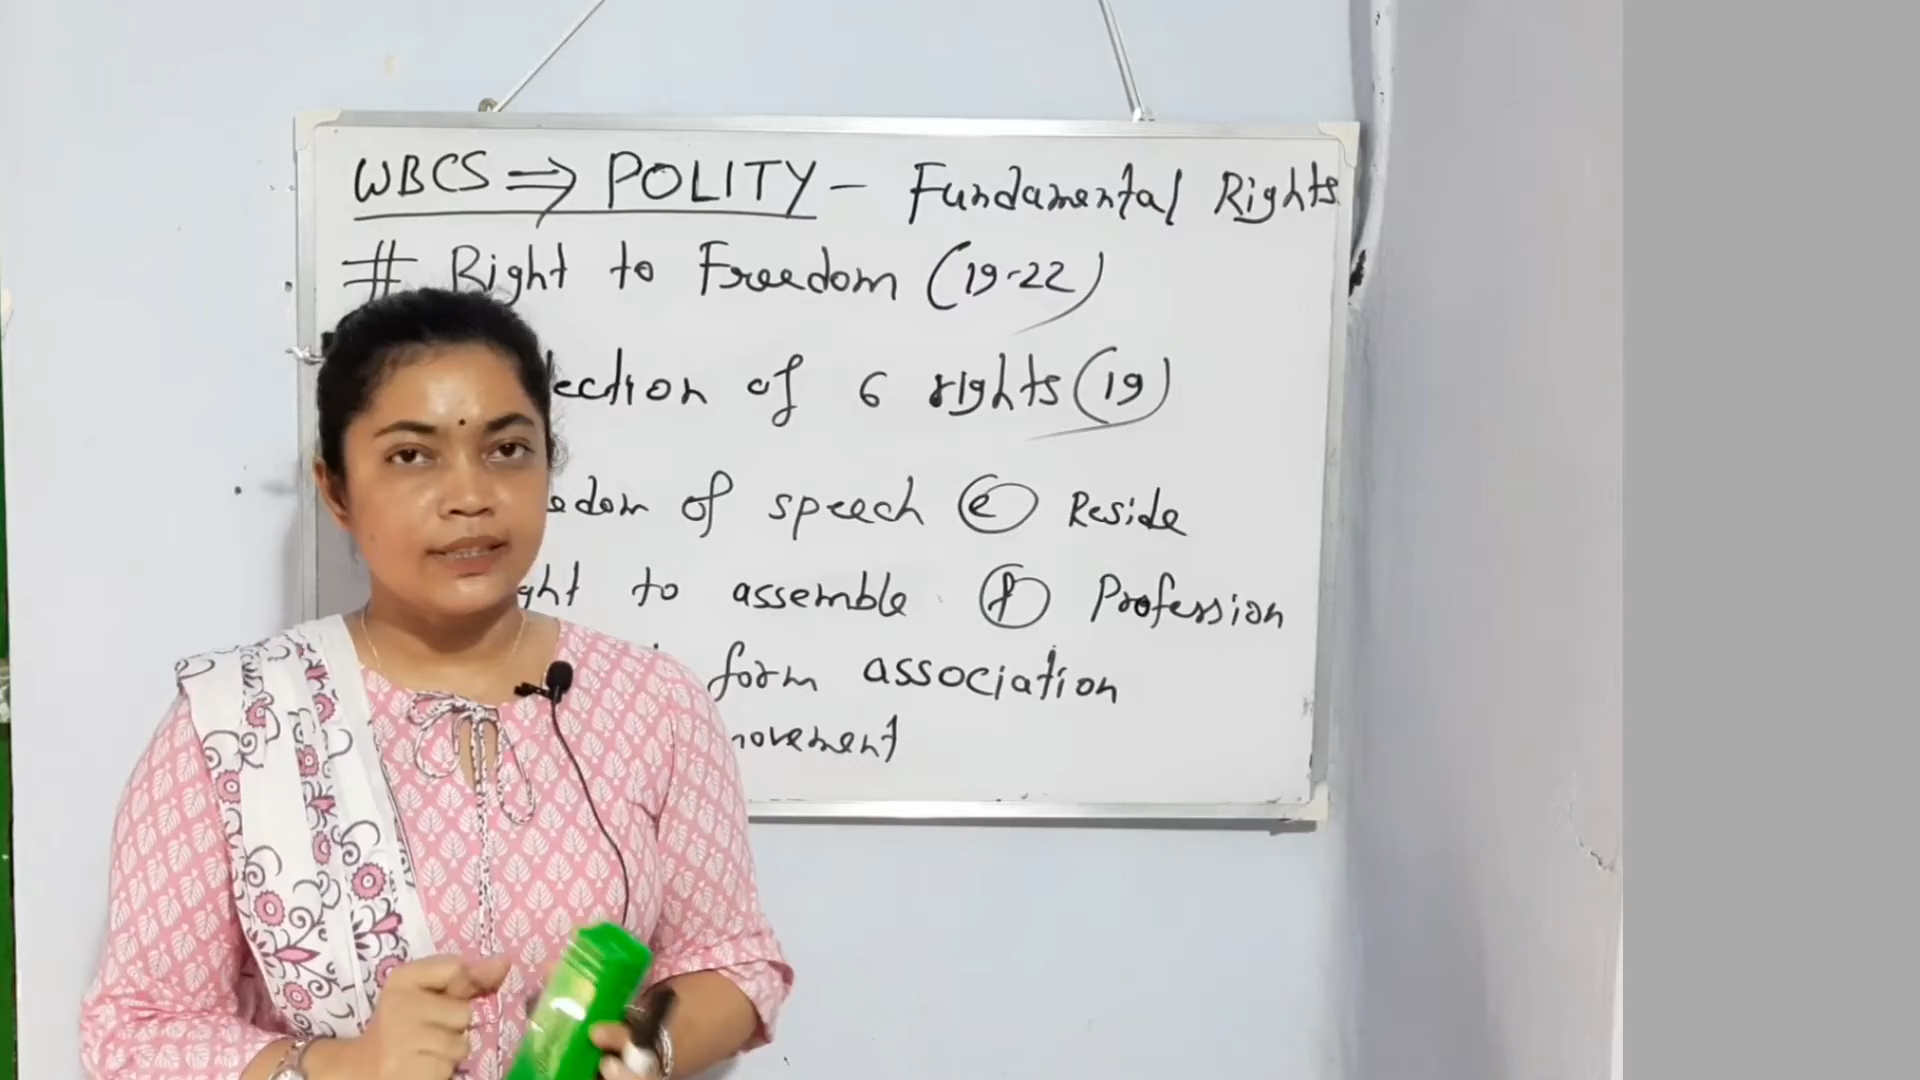 WBCS ⇒ POLITY - Fundamental Rights
# Right to Freedom (19-22)
ection of 6 rights (19)
edom of speech (e) Reside
ght to assemble (f) Profession
form association
movement